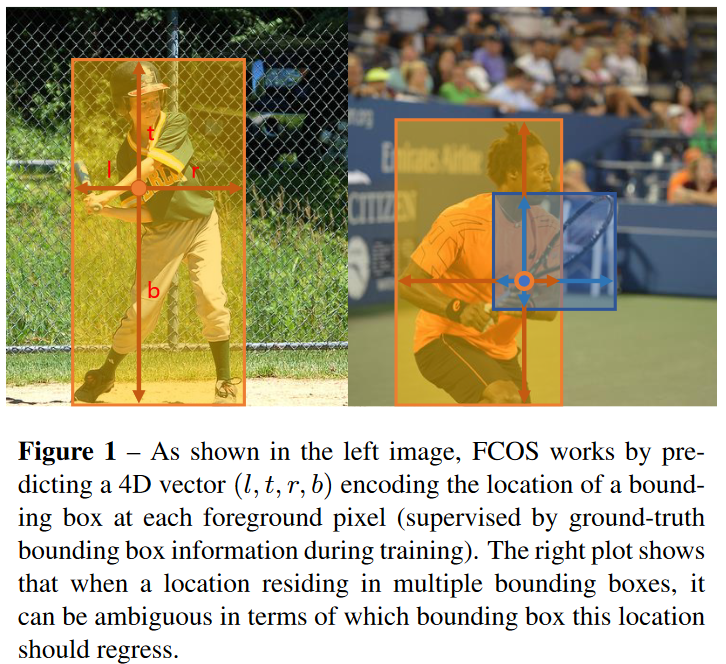 t
l
r
b
Emirates Airline
CITIZEN
Figure 1 – As shown in the left image, FCOS works by pre-
dicting a 4D vector (l, t, r, b) encoding the location of a bound-
ing box at each foreground pixel (supervised by ground-truth
bounding box information during training). The right plot shows
that when a location residing in multiple bounding boxes, it
can be ambiguous in terms of which bounding box this location
should regress.